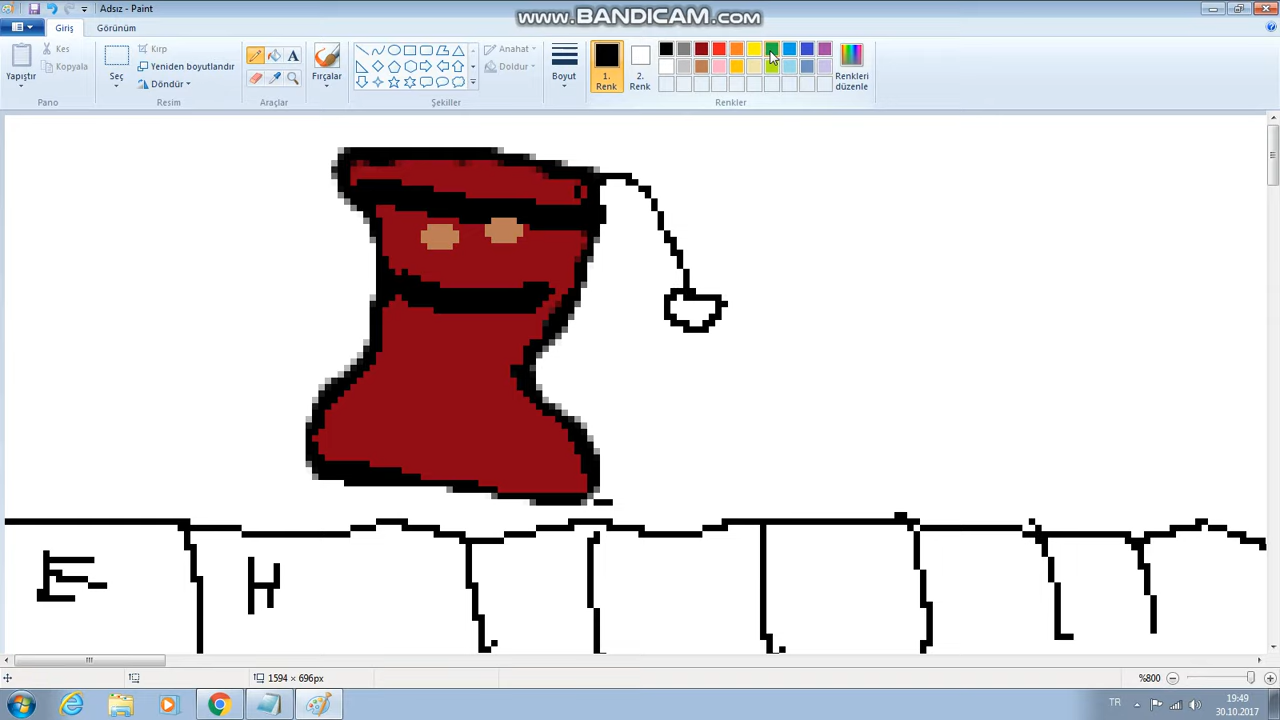 Adsız - Paint
www.BANDICAM.com
Giriş Görünüm
Yapıştır
Kes
Kopyala
Pano
Seç
Kırp
Yeniden boyutlandır
Döndür
Resim
A
Araçlar
Fırçalar
Anahat
Doldur
Şekiller
Boyut
1.
Renk
2.
Renk
Renkler
Renkleri
düzenle
E H
1594 × 696px
%800
TR
19:49
30.10.2017